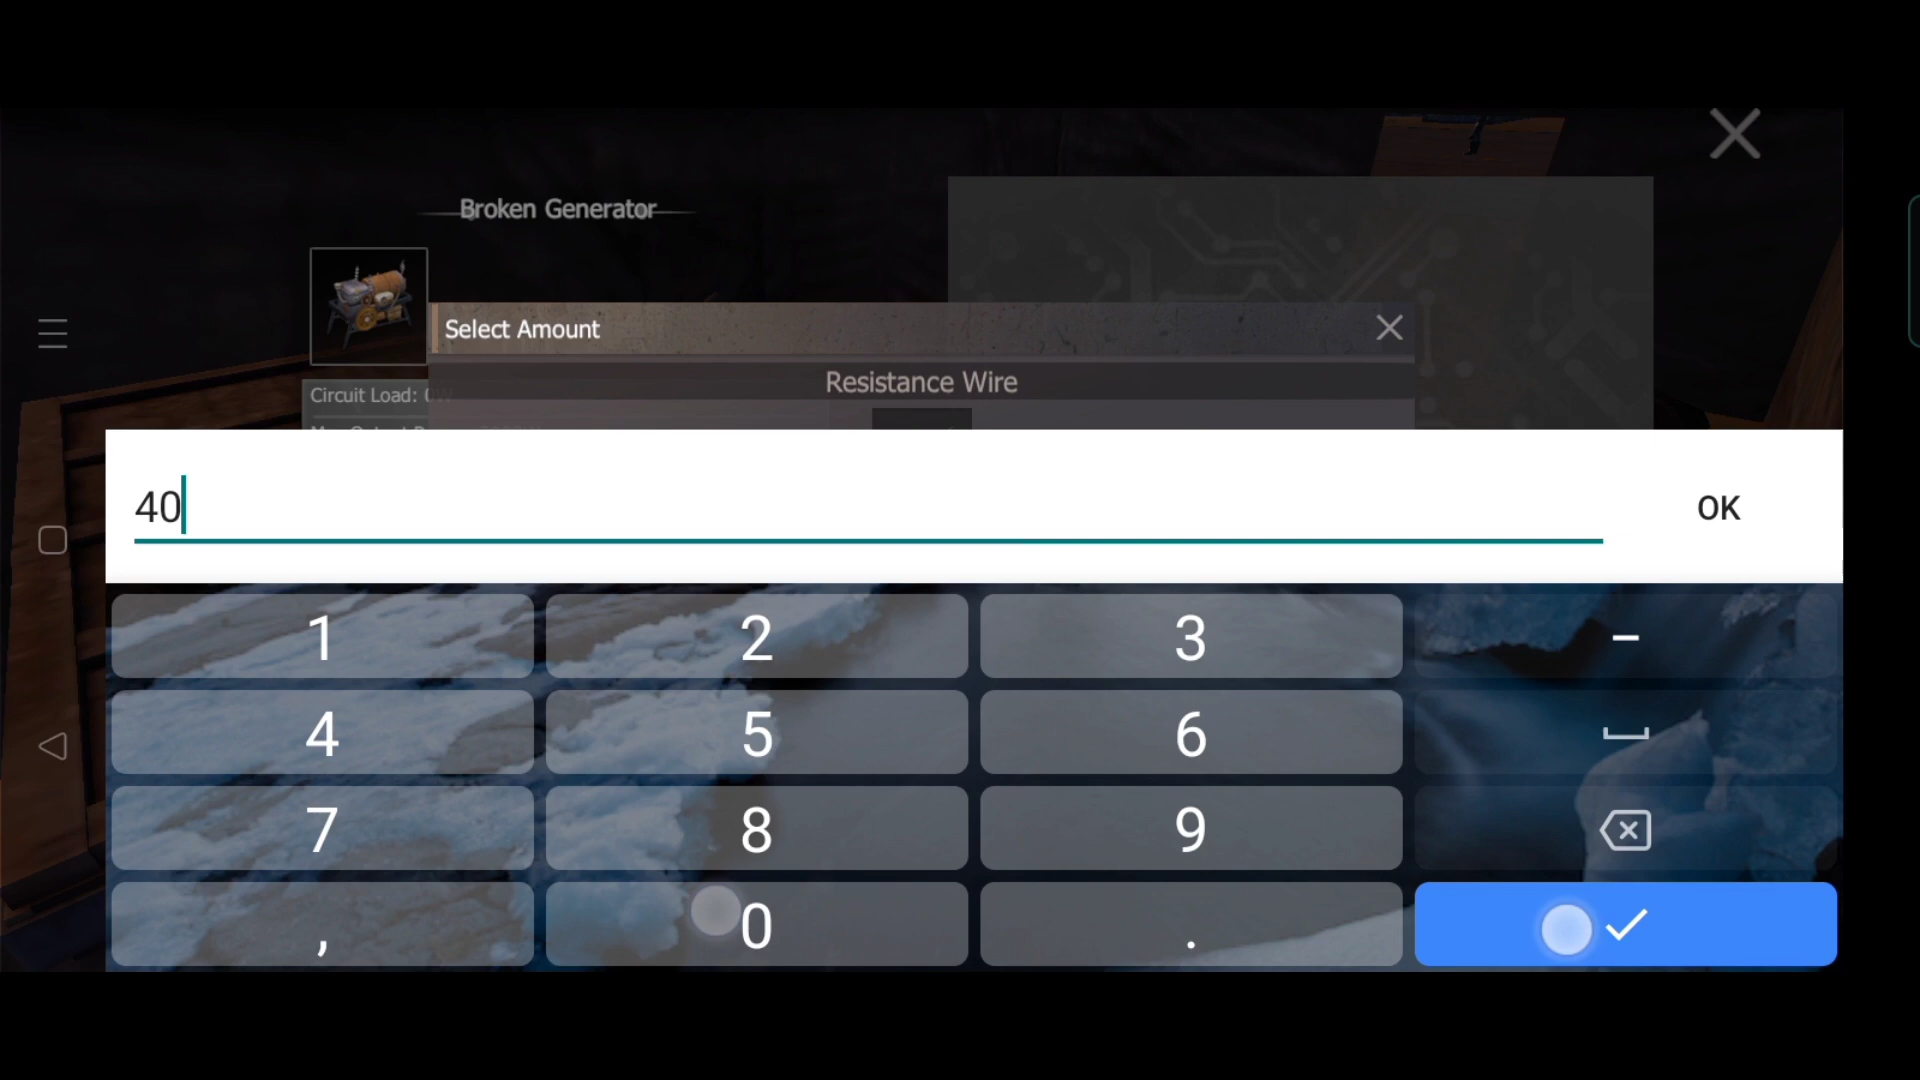 Broken Generator
Select Amount
Resistance Wire
Circuit Load: 0W
40
OK
1
2
3
-
4
5
6
7
8
9
,
0
.